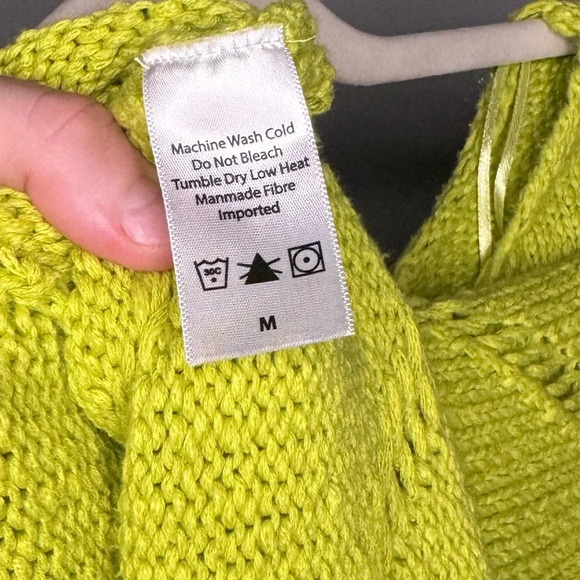 Machine Wash Cold
Do Not Bleach
Tumble Dry Low Heat
Manmade Fibre
Imported
30C
M